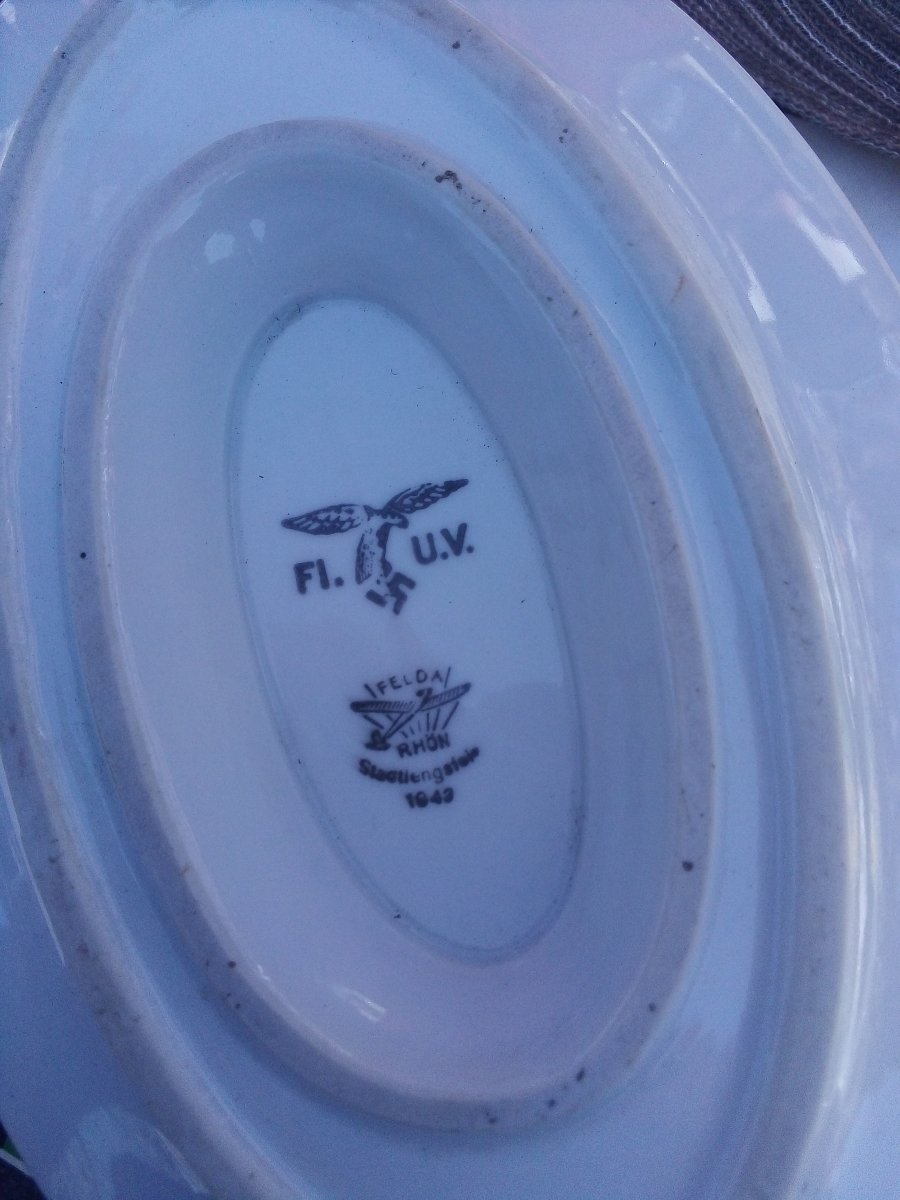 Fl. U.V.
FELDA
RHÖN
Stadtlengsfeld
1943